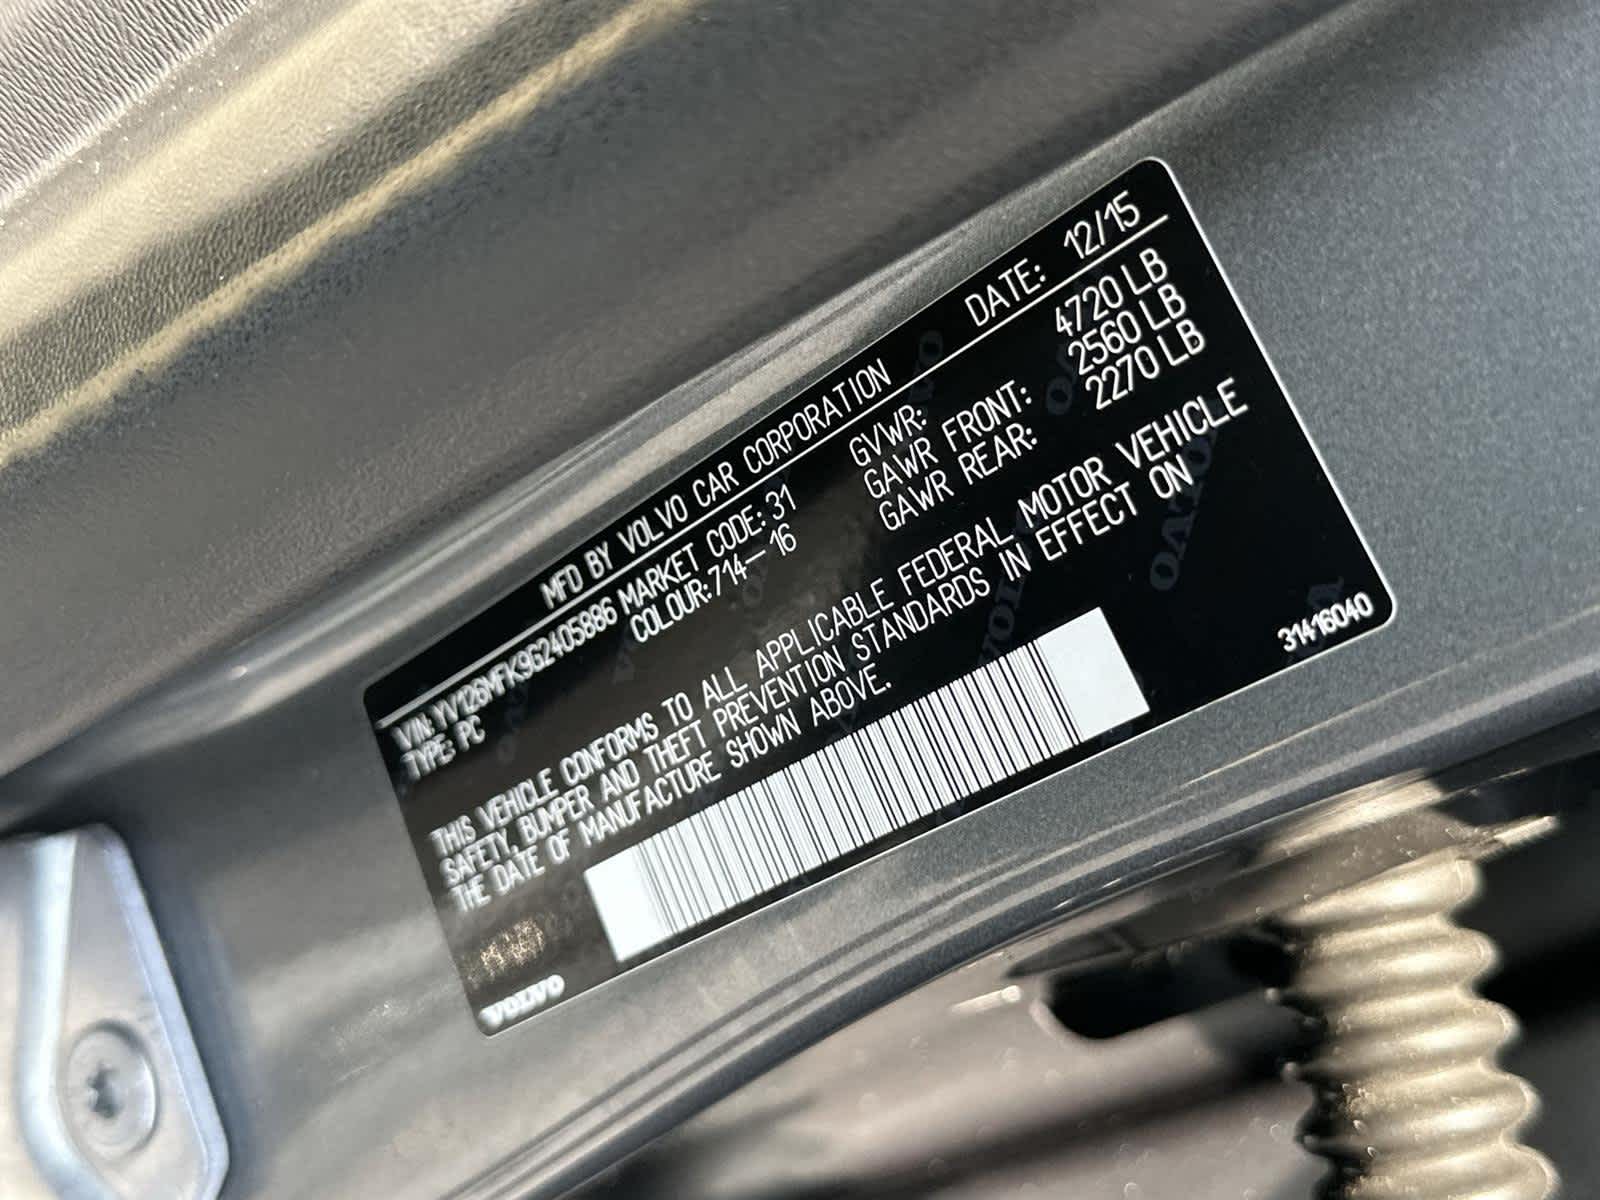 MFD BY VOLVO CAR CORPORATION DATE: 12/15
VIN: YV126MFK9G2405886 MARKET CODE: 31 GVWR: 4720 LB
TYPE: PC COLOUR: 714-16 GAWR FRONT: 2560 LB
GAWR REAR: 2270 LB
THIS VEHICLE CONFORMS TO ALL APPLICABLE FEDERAL MOTOR VEHICLE
SAFETY, BUMPER AND THEFT PREVENTION STANDARDS IN EFFECT ON
THE DATE OF MANUFACTURE SHOWN ABOVE.
VOLVO
31416040